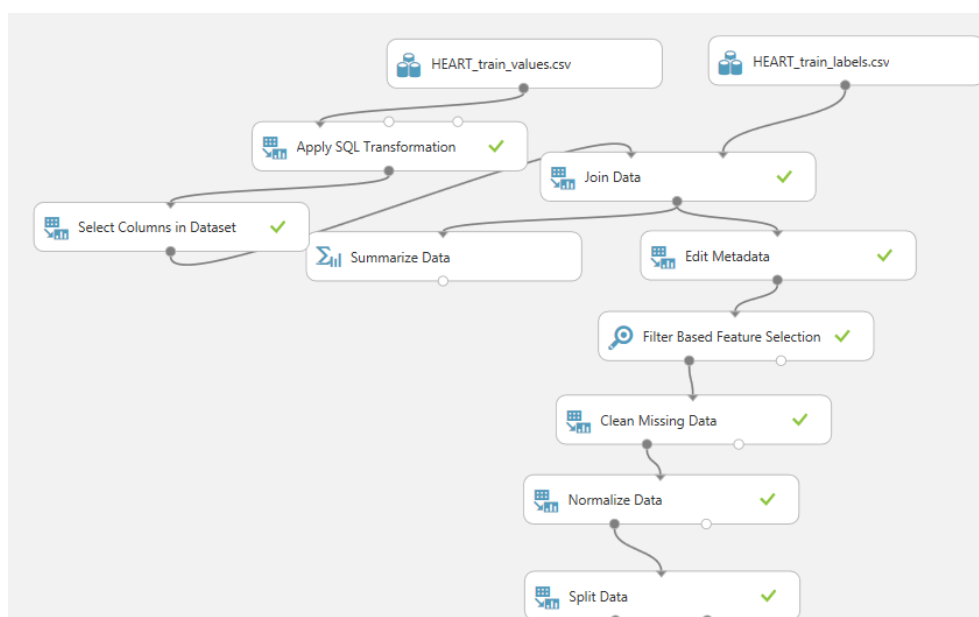 HEART_train_values.csv
HEART_train_labels.csv
Apply SQL Transformation
Join Data
Select Columns in Dataset
Summarize Data
Edit Metadata
Filter Based Feature Selection
Clean Missing Data
Normalize Data
Split Data